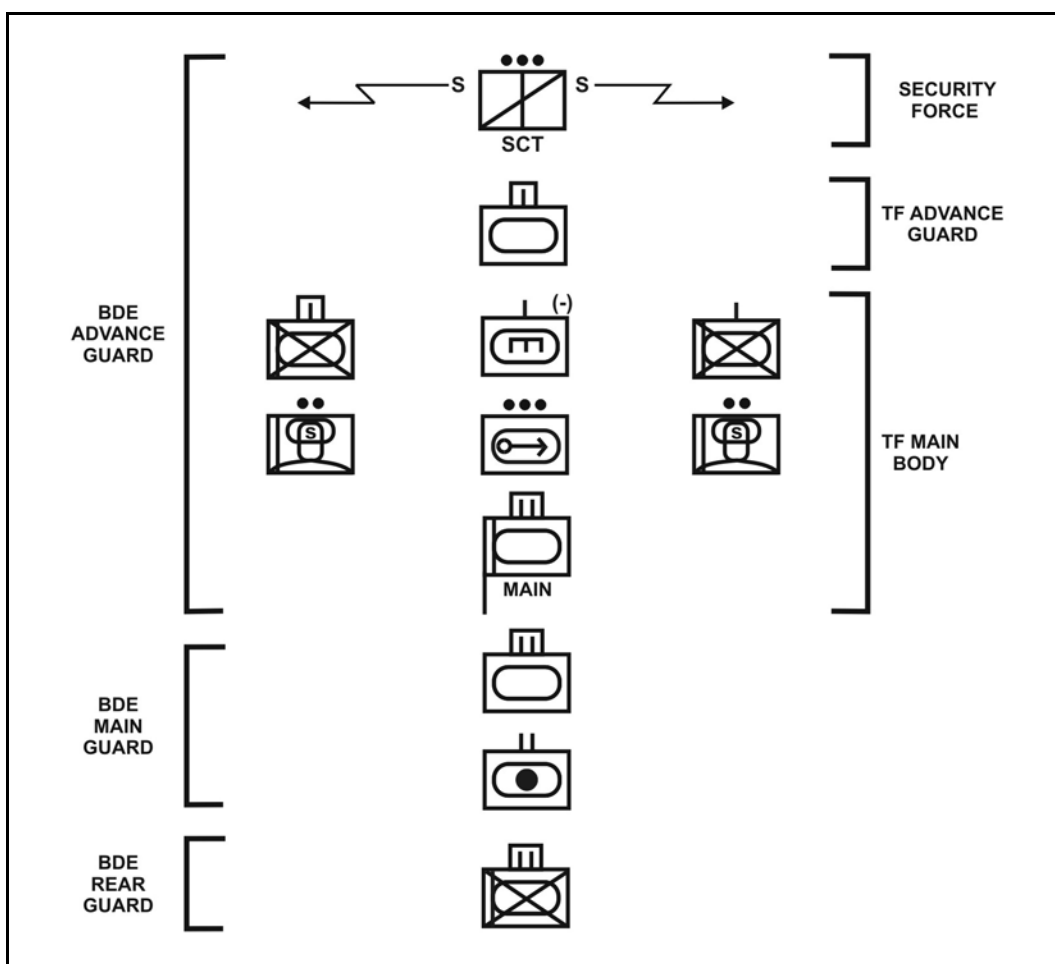 S
S
SCT
SECURITY
FORCE
TF ADVANCE
GUARD
BDE
ADVANCE
GUARD
(-)
S
S
TF MAIN
BODY
MAIN
BDE
MAIN
GUARD
BDE
REAR
GUARD